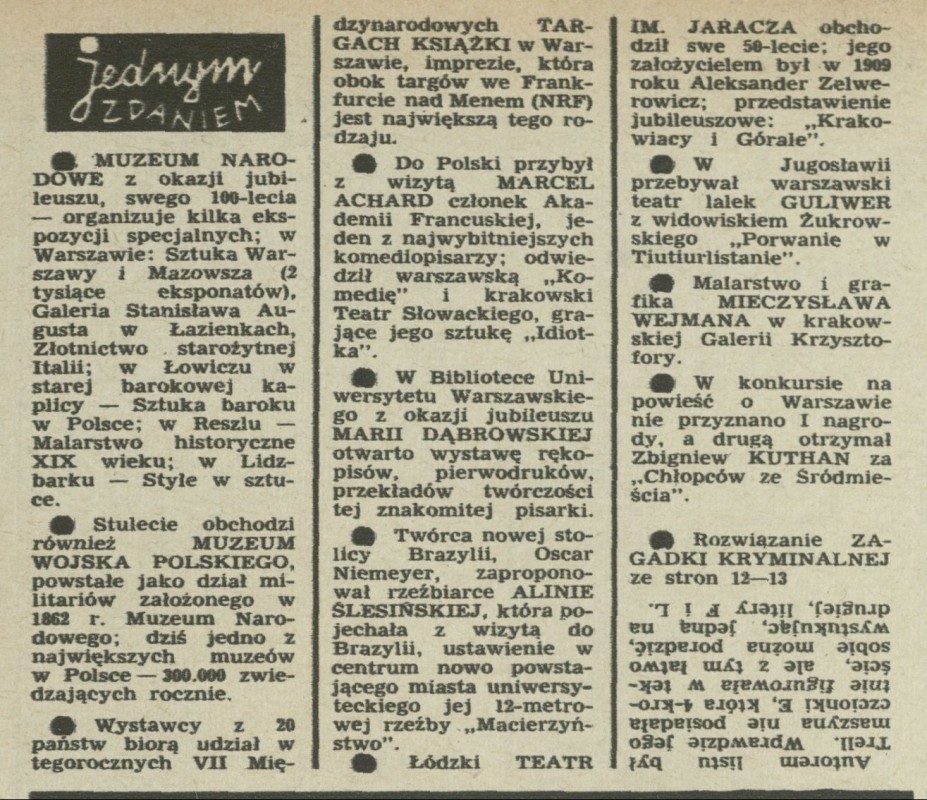 jednym
ZDANIEM
● MUZEUM NARO-
DOWE z okazji jubi-
leuszu, swego 100-lecia
— organizuje kilka eks-
pozycji specjalnych; w
Warszawie: Sztuka War-
szawy i Mazowsza (2
tysiące eksponatów),
Galeria Stanisława Au-
gusta w Łazienkach,
Złotnictwo starożytnej
Italii; w Łowiczu w
starej barokowej ka-
plicy — Sztuka baroku
w Polsce; w Reszlu —
Malarstwo historyczne
XIX wieku; w Lidz-
barku — Style w sztu-
ce.
● Stulecie obchodzi
również MUZEUM
WOJSKA POLSKIEGO,
powstałe jako dział mi-
litariów założonego w
1862 r. Muzeum Naro-
dowego; dziś jedno z
największych muzeów
w Polsce — 300.000 zwie-
dzających rocznie.
● Wystawcy z 20
państw biorą udział w
tegorocznych VII Mię-
dzynarodowych TAR-
GACH KSIĄŻKI w War-
szawie, imprezie, która
obok targów we Frank-
furcie nad Menem (NRF)
jest największą tego ro-
dzaju.
● Do Polski przybył
z wizytą MARCEL
ACHARD członek Aka-
demii Francuskiej, je-
den z najwybitniejszych
komediopisarzy; odwie-
dził warszawską „Ko-
medię” i krakowski
Teatr Słowackiego, gra-
jące jego sztukę „Idiot-
ka”.
● W Bibliotece Uni-
wersytetu Warszawskie-
go z okazji jubileuszu
MARII DĄBROWSKIEJ
otwarto wystawę ręko-
pisów, pierwodruków,
przekładów twórczości
tej znakomitej pisarki.
● Twórca nowej sto-
licy Brazylii, Oscar
Niemeyer, zapropono-
wał rzeźbiarce ALINIE
ŚLESIŃSKIEJ, która po-
jechała z wizytą do
Brazylii, ustawienie w
centrum nowo powsta-
jącego miasta uniwersy-
teckiego jej 12-metro-
wej rzeźby „Macierzyń-
stwo”.
● Łódzki TEATR
IM. JARACZA obcho-
dził swe 50-lecie; jego
założycielem był w 1909
roku Aleksander Zelwe-
rowicz; przedstawienie
jubileuszowe: „Krako-
wiacy i Górale”.
● W Jugosławii
przebywał warszawski
teatr lalek GULIWER
z widowiskiem Żukrow-
skiego „Porwanie w
Tiutiurlistanie”.
● Malarstwo i gra-
fika MIECZYSŁAWA
WEJMANA w krakow-
skiej Galerii Krzyszto-
fory.
● W konkursie na
powieść o Warszawie
nie przyznano I nagro-
dy, a drugą otrzymał
Zbigniew KUTHAN za
„Chłopców ze Śródmie-
ścia”.
● Rozwiązanie ZA-
GADKI KRYMINALNEJ
ze stron 12—13
Autorem listu był
Trell. Wprawdzie jego
maszyna nie posiadała
czcionki E, która 4-kro-
tnie figurowała w tek-
ście, ale z tym łatwo
sobie można poradzić,
wystukując, jedną na
drugiej, litery F i L.